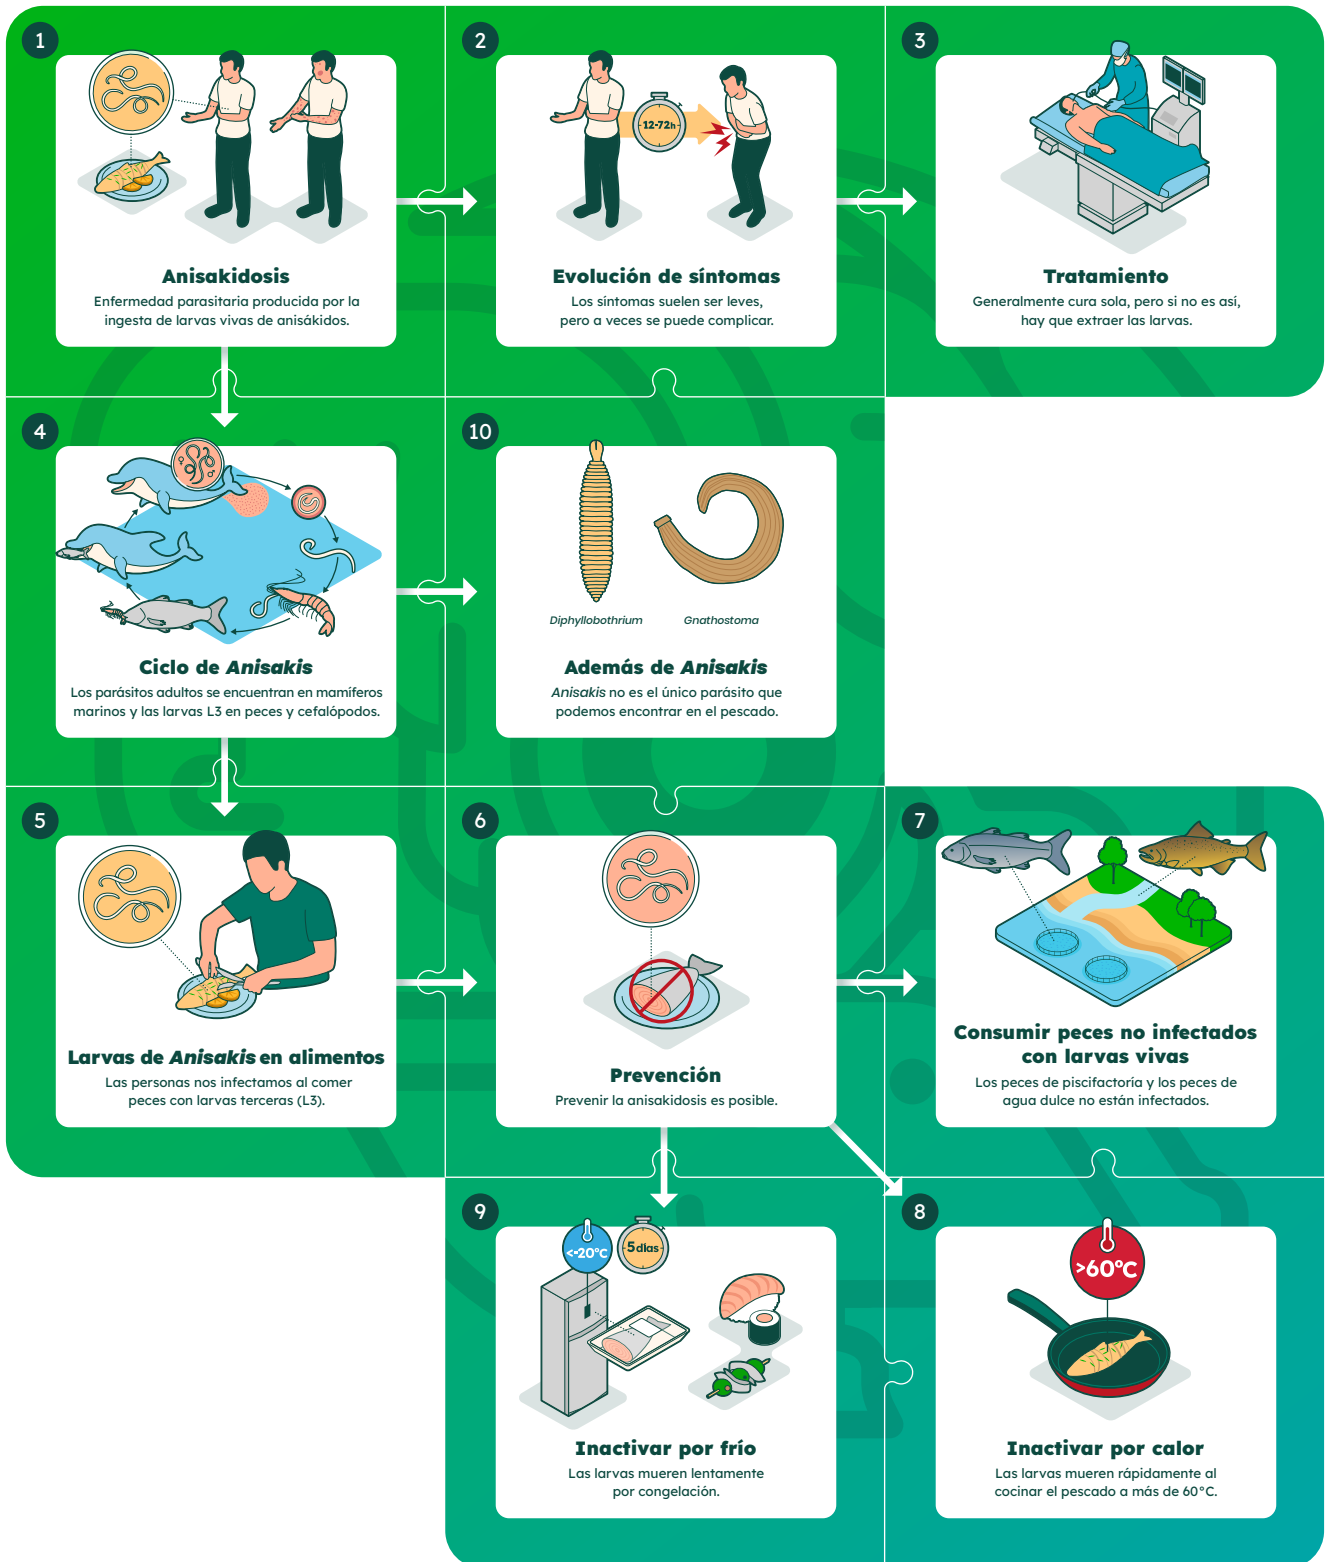 1
Anisakidosis
Enfermedad parasitaria producida por la
ingesta de larvas vivas de anisákidos.
2
12-72h
Evolución de síntomas
Los síntomas suelen ser leves,
pero a veces se puede complicar.
3
Tratamiento
Generalmente cura sola, pero si no es así,
hay que extraer las larvas.
4
Ciclo de Anisakis
Los parásitos adultos se encuentran en mamíferos
marinos y las larvas L3 en peces y cefalópodos.
10
Diphyllobothrium
Gnathostoma
Además de Anisakis
Anisakis no es el único parásito que
podemos encontrar en el pescado.
5
Larvas de Anisakis en alimentos
Las personas nos infectamos al comer
peces con larvas terceras (L3).
6
Prevención
Prevenir la anisakidosis es posible.
7
Consumir peces no infectados
con larvas vivas
Los peces de piscifactoría y los peces de
agua dulce no están infectados.
9
<-20°C
5 días
Inactivar por frío
Las larvas mueren lentamente
por congelación.
8
>60°C
Inactivar por calor
Las larvas mueren rápidamente al
cocinar el pescado a más de 60°C.